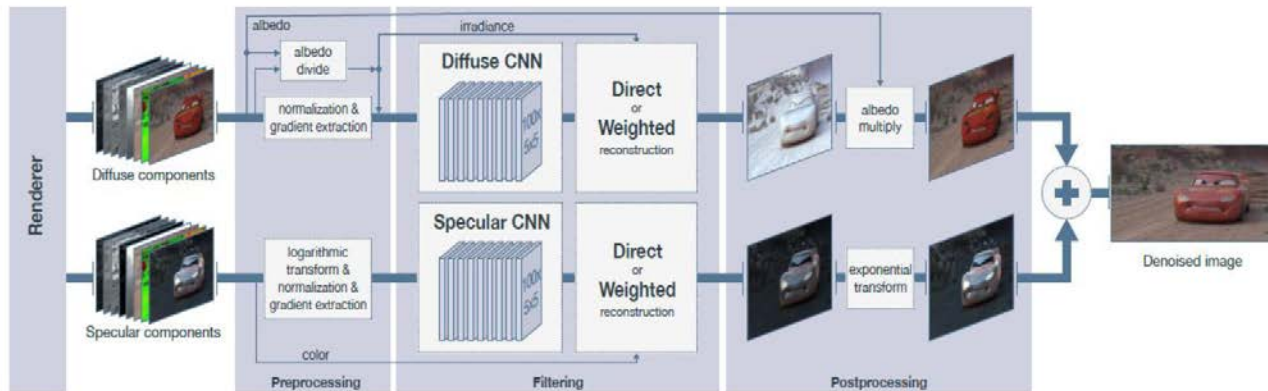 Renderer
Diffuse components
Specular components
albedo
albedo
divide
normalization &
gradient extraction
logarithmic
transform &
normalization &
gradient extraction
color
Preprocessing
irradiance
Diffuse CNN
100x
5x5
Direct
or
Weighted
reconstruction
Specular CNN
100x
5x5
Direct
or
Weighted
reconstruction
Filtering
albedo
multiply
exponential
transform
Postprocessing
Denoised image